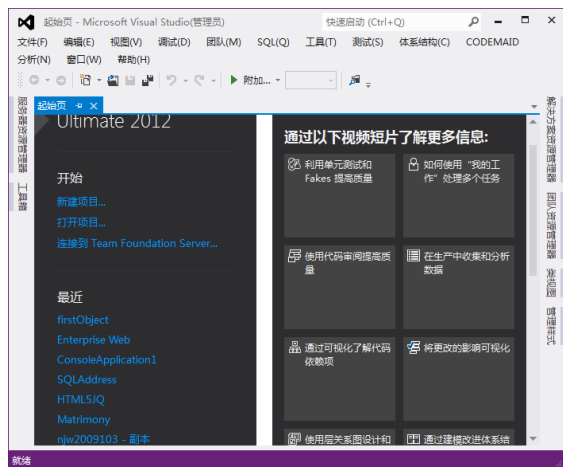 起始页 - Microsoft Visual Studio(管理员)
快速启动 (Ctrl+Q)
文件(F) 编辑(E) 视图(V) 调试(D) 团队(M) SQL(Q) 工具(T) 测试(S) 体系结构(C) CODEMAID
分析(N) 窗口(W) 帮助(H)
附加...
服务器资源管理器
工具箱
起始页
Ultimate 2012
开始
新建项目...
打开项目...
连接到 Team Foundation Server...
最近
firstObject
Enterprise Web
ConsoleApplication1
SQLAddress
HTML5JQ
Matrimony
njw2009103 - 副本
通过以下视频短片了解更多信息:
利用单元测试和
Fakes 提高质量
如何使用“我的工
作”处理多个任务
使用代码审阅提高质
量
在生产中收集和分析
数据
通过可视化了解代码
依赖项
将更改的影响可视化
使用层关系图设计和
通过建模改进体系结
解决方案资源管理器
团队资源管理器
类视图
管理样式
就绪